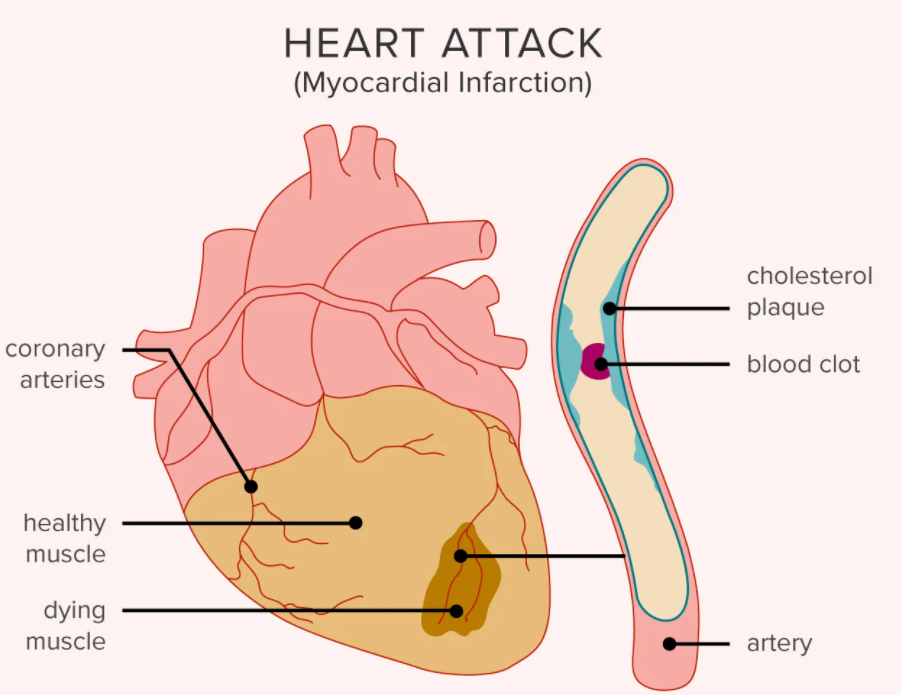 HEART ATTACK
(Myocardial Infarction)
cholesterol
plaque
blood clot
coronary
arteries
healthy
muscle
dying
muscle
artery